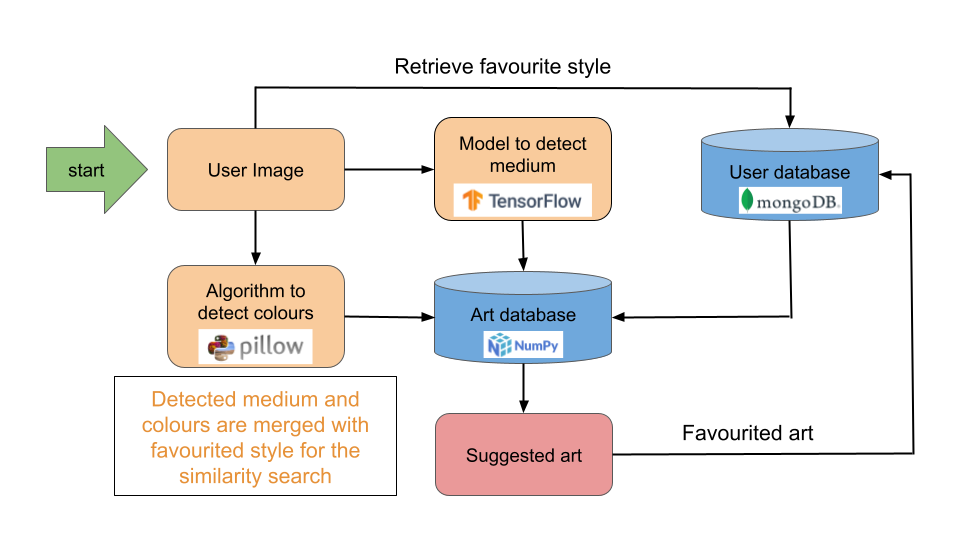 Retrieve favourite style
start
User Image
Model to detect
medium
TensorFlow
User database
mongoDB.
Algorithm to
detect colours
pillow
Art database
NumPy
Detected medium and
colours are merged with
favourited style for the
similarity search
Suggested art
Favourited art